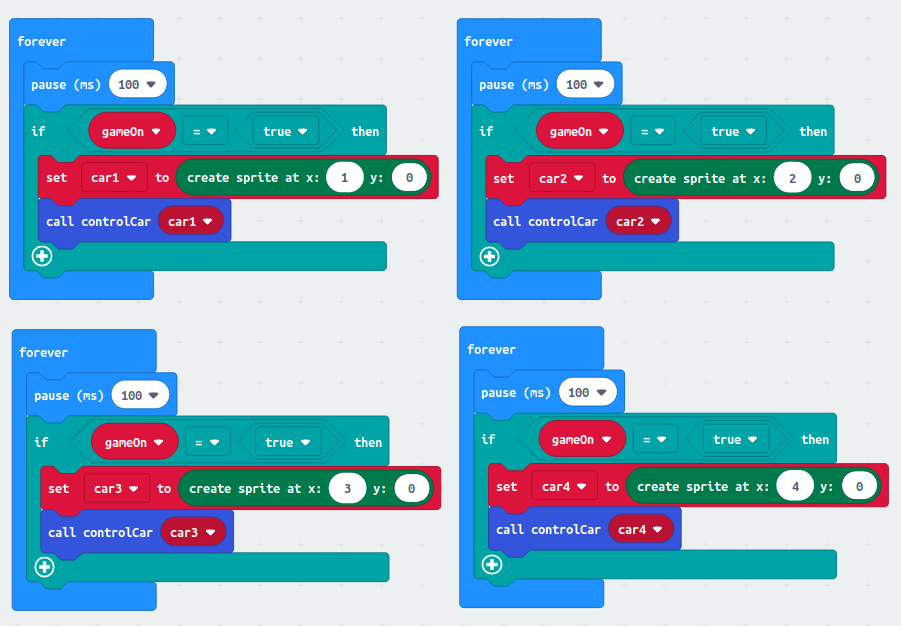 forever
pause (ms) 100
if gameOn = true then
set car1 to create sprite at x: 1 y: 0
call controlCar car1
forever
pause (ms) 100
if gameOn = true then
set car2 to create sprite at x: 2 y: 0
call controlCar car2
forever
pause (ms) 100
if gameOn = true then
set car3 to create sprite at x: 3 y: 0
call controlCar car3
forever
pause (ms) 100
if gameOn = true then
set car4 to create sprite at x: 4 y: 0
call controlCar car4